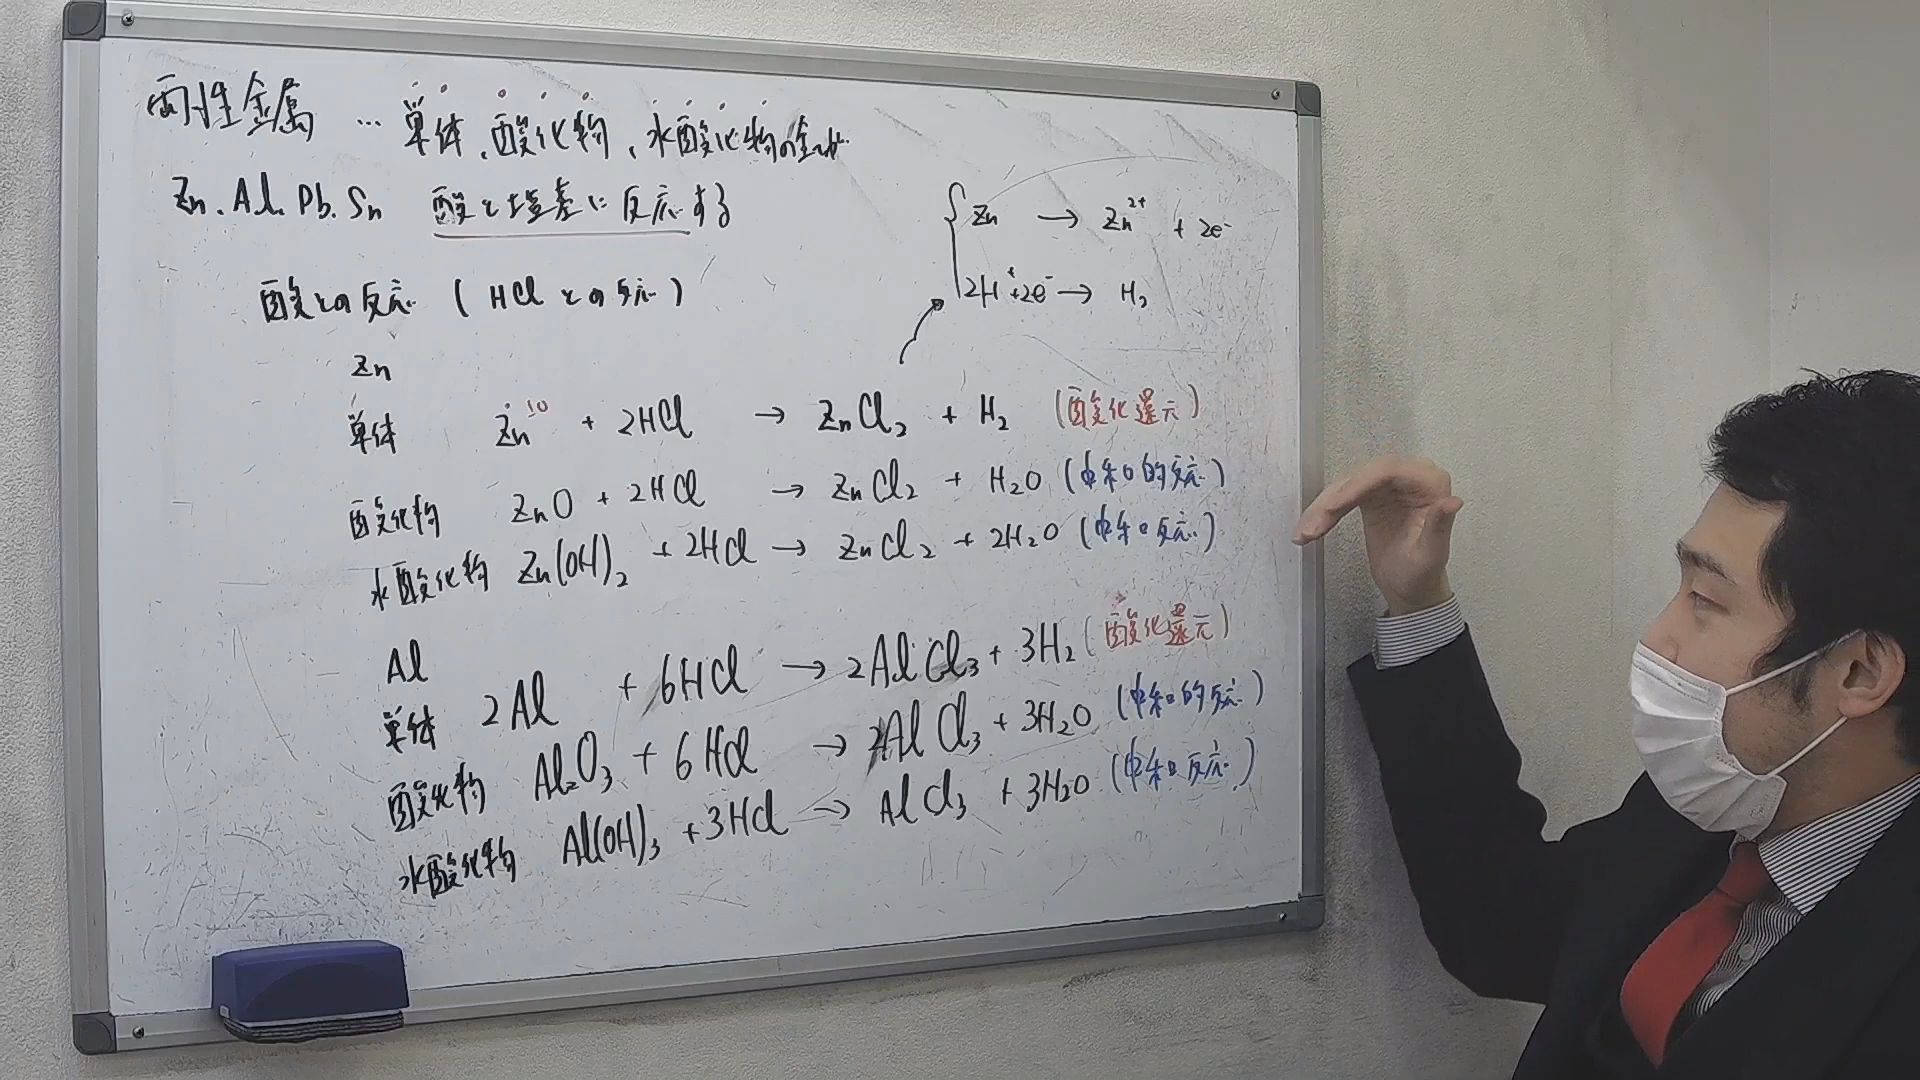 両性金属 … 単体、酸化物、水酸化物の全てが
Zn. Al. Pb. Sn 酸と塩基に反応する
{ Zn → Zn²⁺ + 2e⁻
2H⁺+2e⁻ → H₂
酸との反応 ( HClとの反応 )
Zn
単体 Zn + 2HCl → ZnCl₂ + H₂ (酸化還元)
酸化物 ZnO + 2HCl → ZnCl₂ + H₂O (中和的反応)
水酸化物 Zn(OH)₂ + 2HCl → ZnCl₂ + 2H₂O (中和反応)
Al
単体 2Al + 6HCl → 2AlCl₃ + 3H₂ (酸化還元)
酸化物 Al₂O₃ + 6HCl → 2AlCl₃ + 3H₂O (中和的反応)
水酸化物 Al(OH)₃ + 3HCl → AlCl₃ + 3H₂O (中和反応)